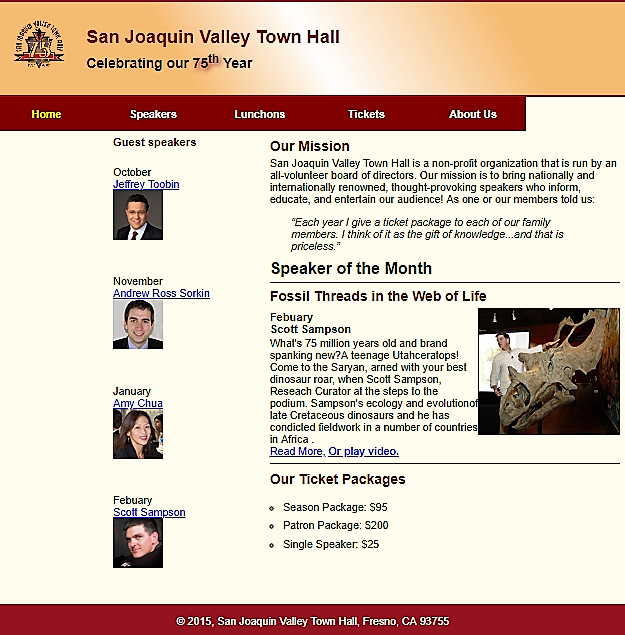 San Joaquin Valley Town Hall
Celebrating our 75th Year
Home Speakers Lunchons Tickets About Us
Guest speakers
October
Jeffrey Toobin
November
Andrew Ross Sorkin
January
Amy Chua
Febuary
Scott Sampson
Our Mission
San Joaquin Valley Town Hall is a non-profit organization that is run by an
all-volunteer board of directors. Our mission is to bring nationally and
internationally renowned, thought-provoking speakers who inform,
educate, and entertain our audience! As one or our members told us:
“Each year I give a ticket package to each of our family
members. I think of it as the gift of knowledge...and that is
priceless.”
Speaker of the Month
Fossil Threads in the Web of Life
Febuary
Scott Sampson
What's 75 million years old and brand
spanking new?A teenage Utahceratops!
Come to the Saryan, arned with your best
dinosaur roar, when Scott Sampson,
Reseach Curator at the steps to the
podium. Sampson's ecology and evolutionof
late Cretaceous dinosaurs and he has
condicted fieldwork in a number of countries
in Africa .
Read More, Or play video.
Our Ticket Packages
Season Package: $95
Patron Package: $200
Single Speaker: $25
© 2015, San Joaquin Valley Town Hall, Fresno, CA 93755